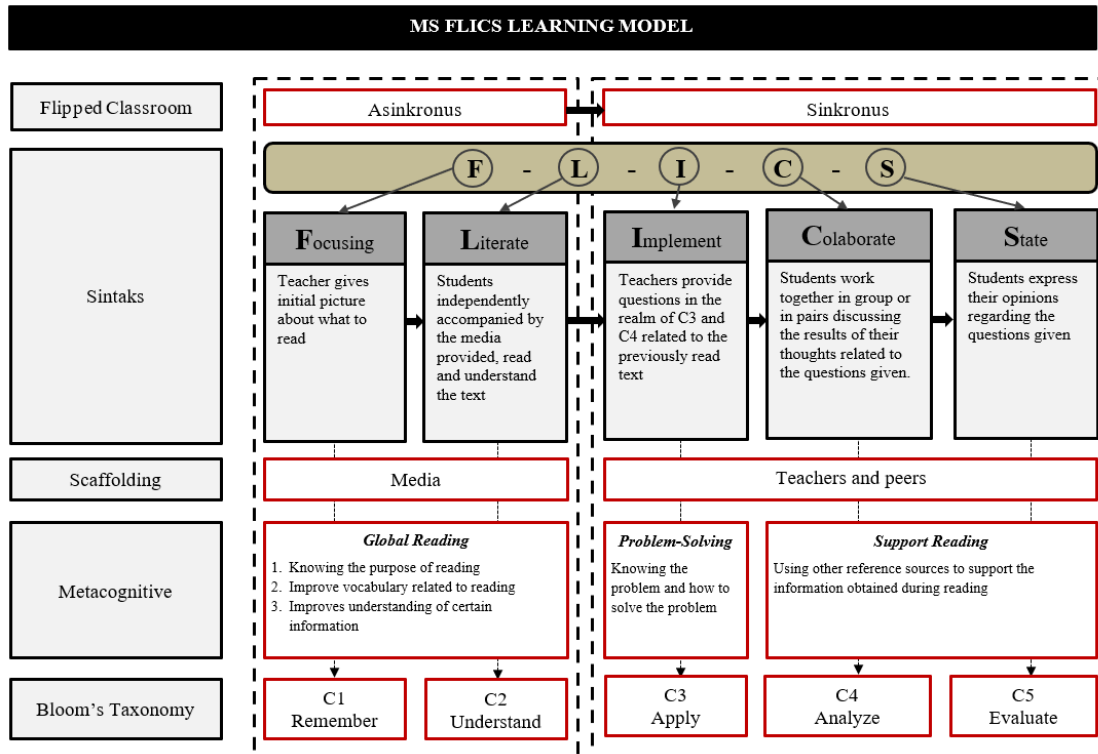 MS FLICS LEARNING MODEL
Flipped Classroom
Asinkronus
Sinkronus
F - L - I - C - S
Sintaks
Focusing
Teacher gives
initial picture
about what to
read
Literate
Students
independently
accompanied by
the media
provided, read
and understand
the text
Implement
Teachers provide
questions in the
realm of C3 and
C4 related to the
previously read
text
Colaborate
Students work
together in group or
in pairs discussing
the results of their
thoughts related to
the questions given.
State
Students express
their opinions
regarding the
questions given
Scaffolding
Media
Teachers and peers
Metacognitive
Global Reading
1. Knowing the purpose of reading
2. Improve vocabulary related to reading
3. Improves understanding of certain
information
Problem-Solving
Knowing the
problem and how to
solve the problem
Support Reading
Using other reference sources to support the
information obtained during reading
Bloom's Taxonomy
C1
Remember
C2
Understand
C3
Apply
C4
Analyze
C5
Evaluate